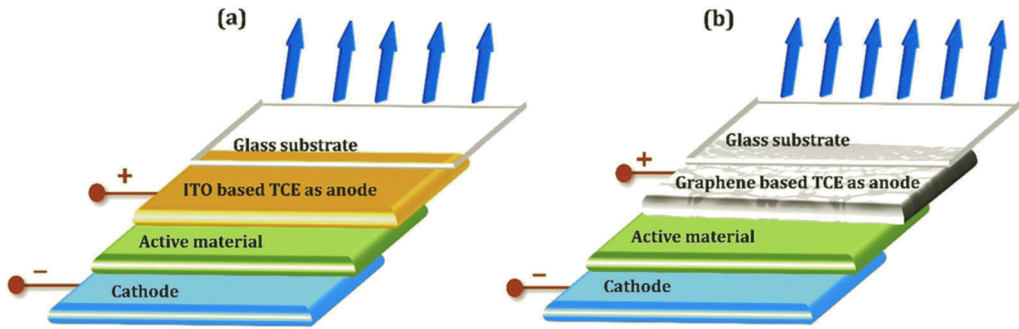 (a)
Glass substrate
+
ITO based TCE as anode
Active material
−
Cathode
(b)
Glass substrate
+
Graphene based TCE as anode
Active material
−
Cathode